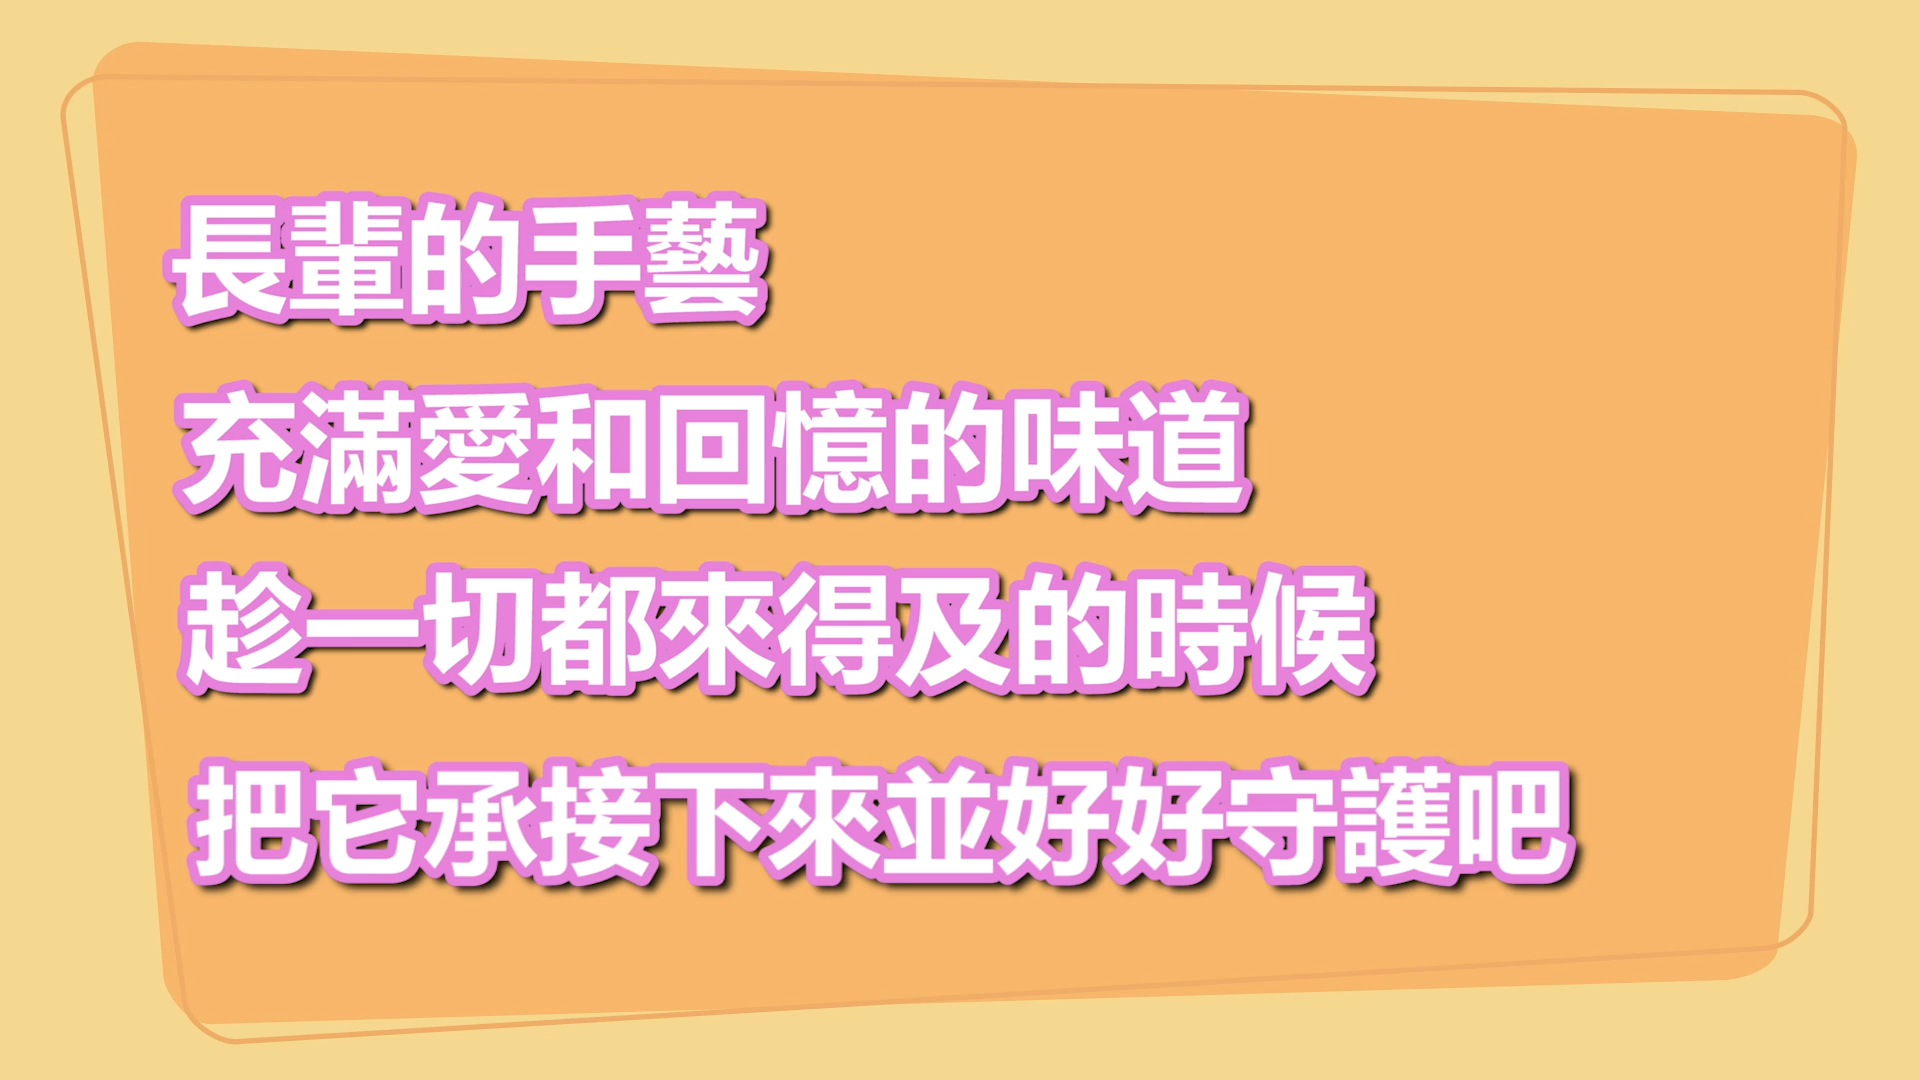 長輩的手藝
充滿愛和回憶的味道
趁一切都來得及的時候
把它承接下來並好好守護吧